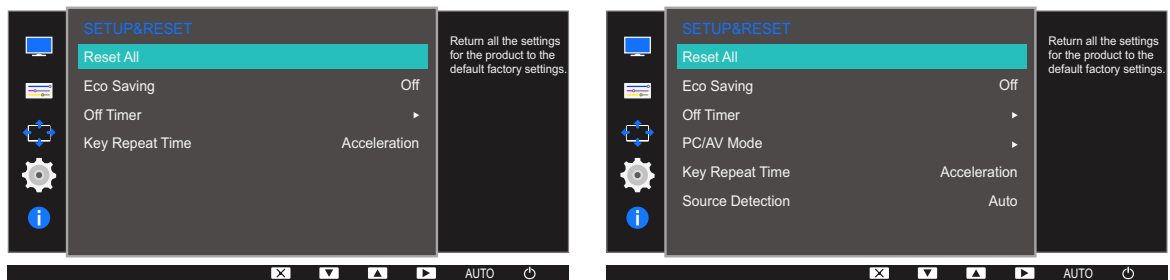 SETUP&RESET
Reset All
Eco Saving Off
Off Timer ▸
Key Repeat Time Acceleration
Return all the settings
for the product to the
default factory settings.
AUTO
SETUP&RESET
Reset All
Eco Saving Off
Off Timer ▸
PC/AV Mode ▸
Key Repeat Time Acceleration
Source Detection Auto
Return all the settings
for the product to the
default factory settings.
AUTO